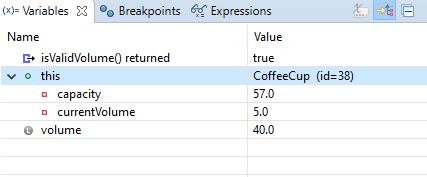 (x)= Variables Breakpoints Expressions
Name Value
isValidVolume() returned true
this CoffeeCup (id=38)
capacity 57.0
currentVolume 5.0
L volume 40.0